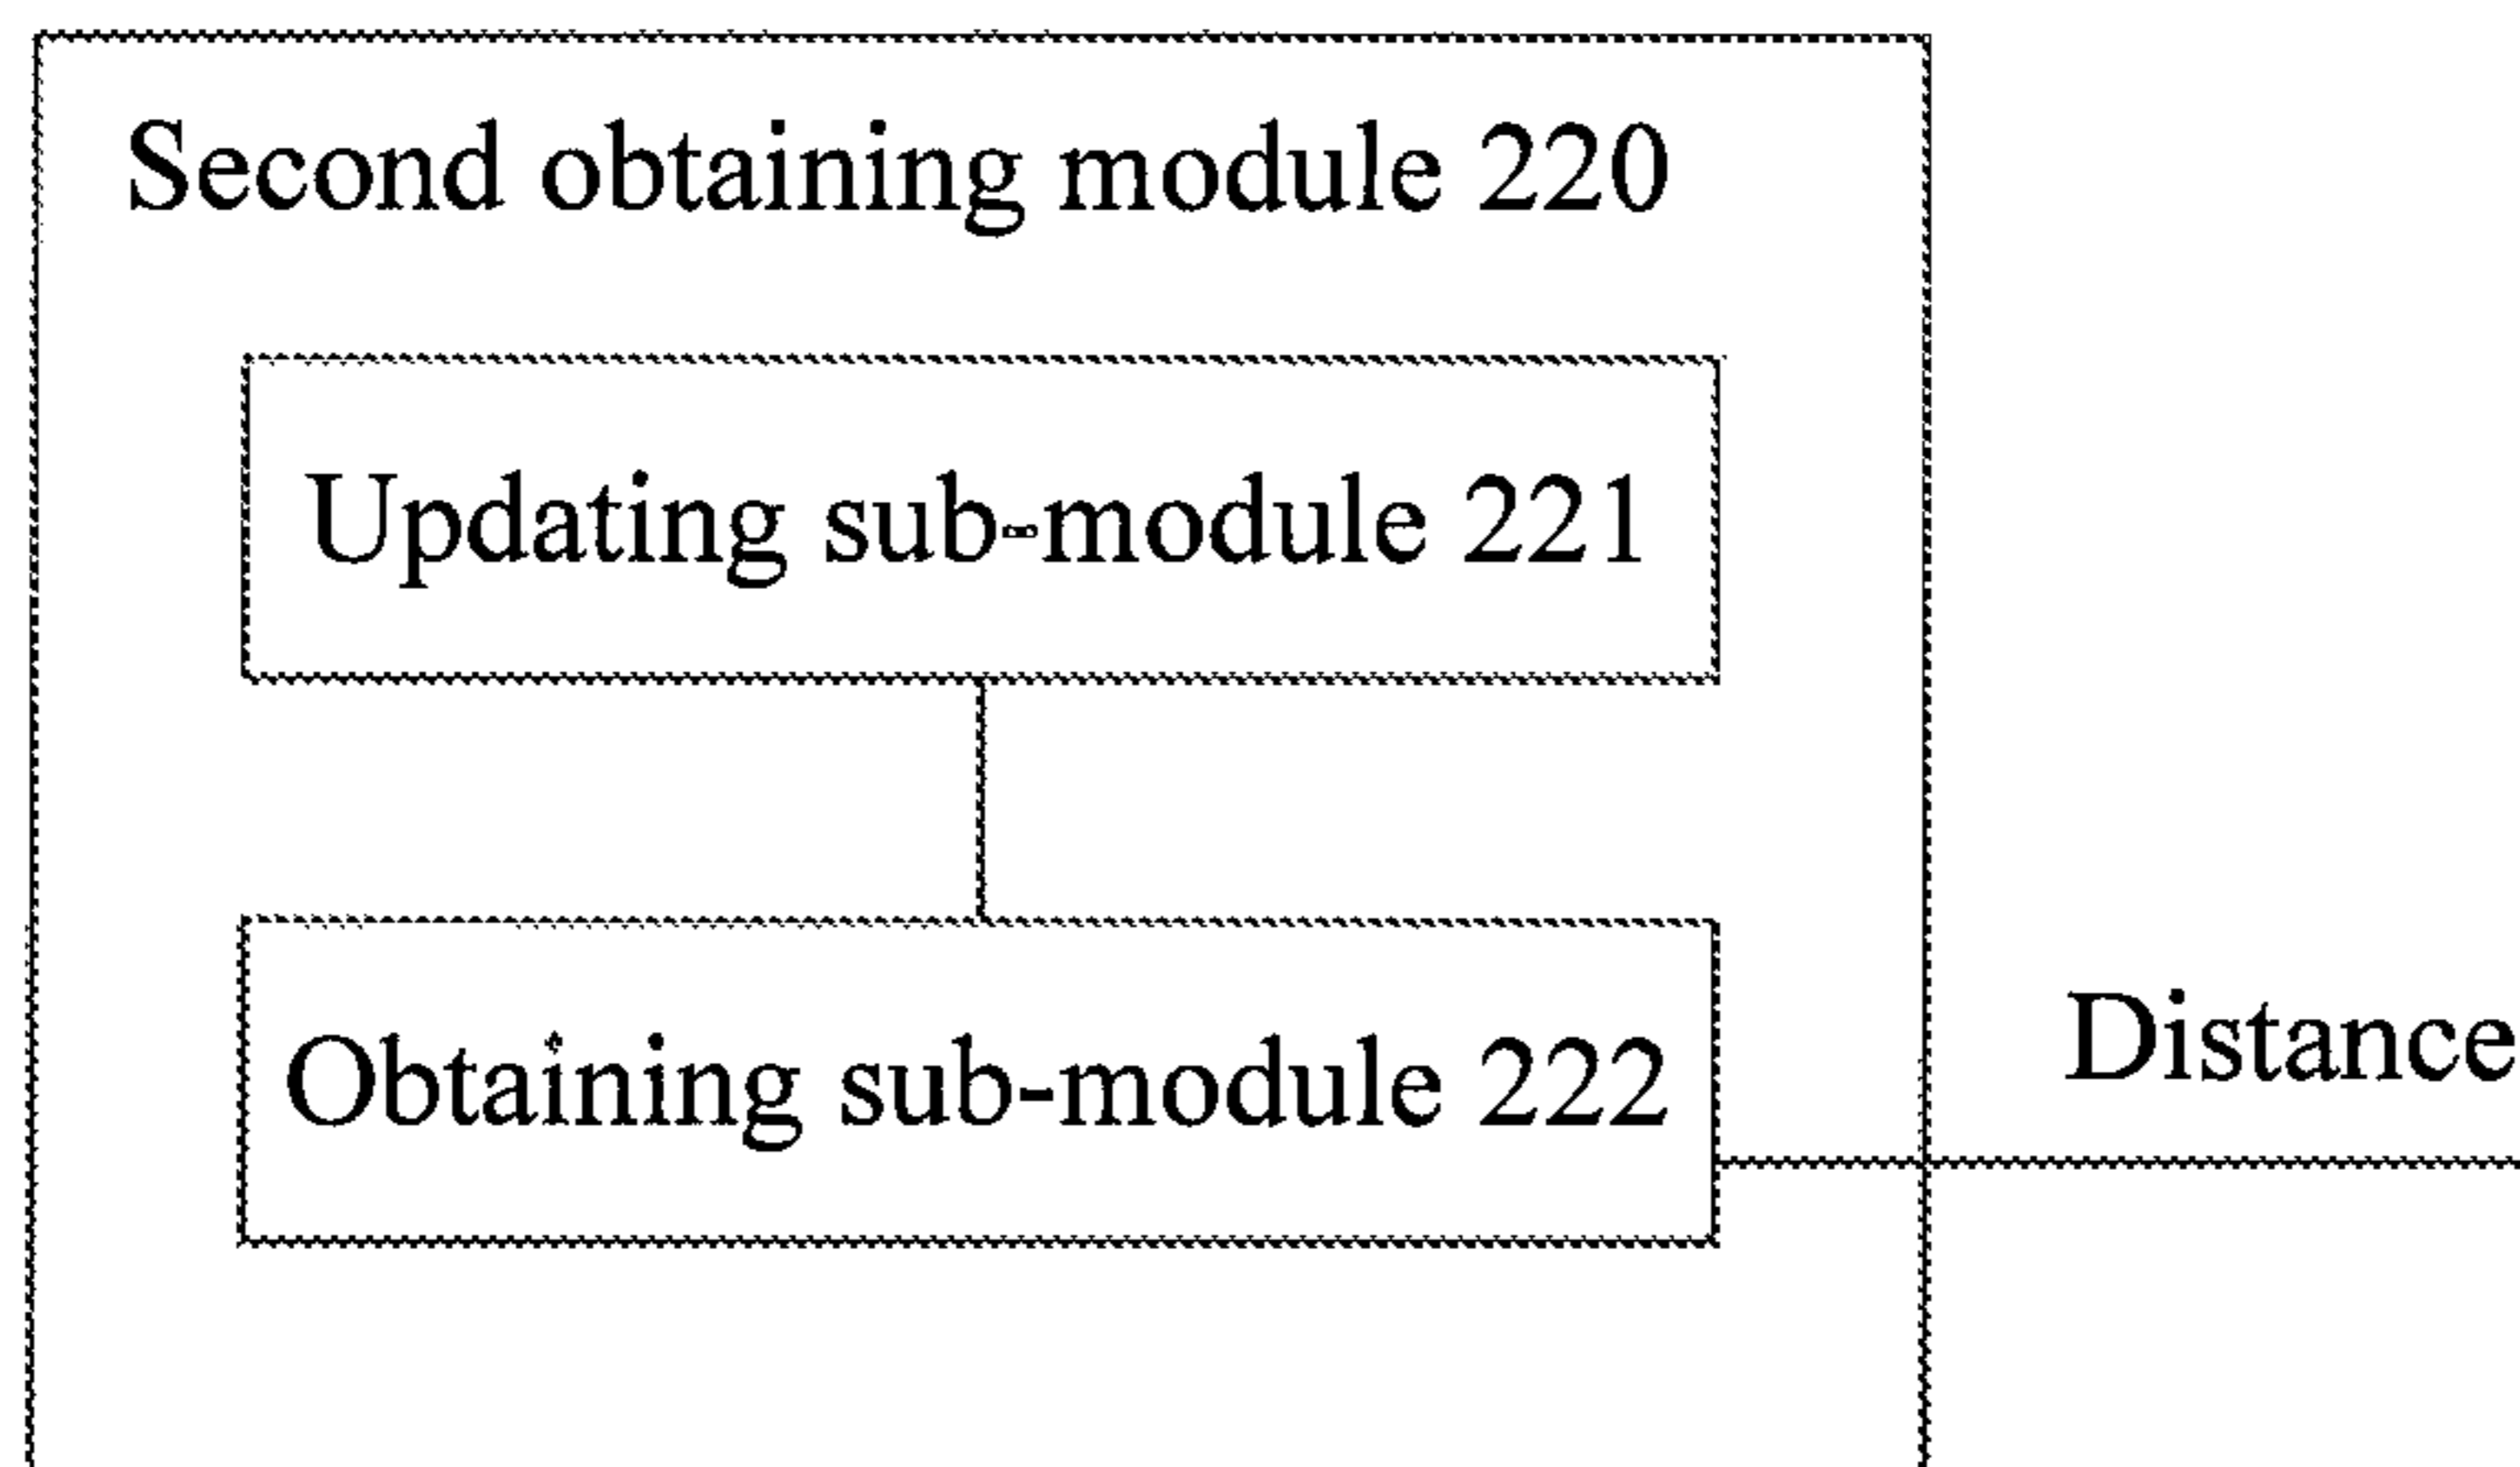 Second obtaining module 220
Updating sub-module 221
Obtaining sub-module 222
Distance